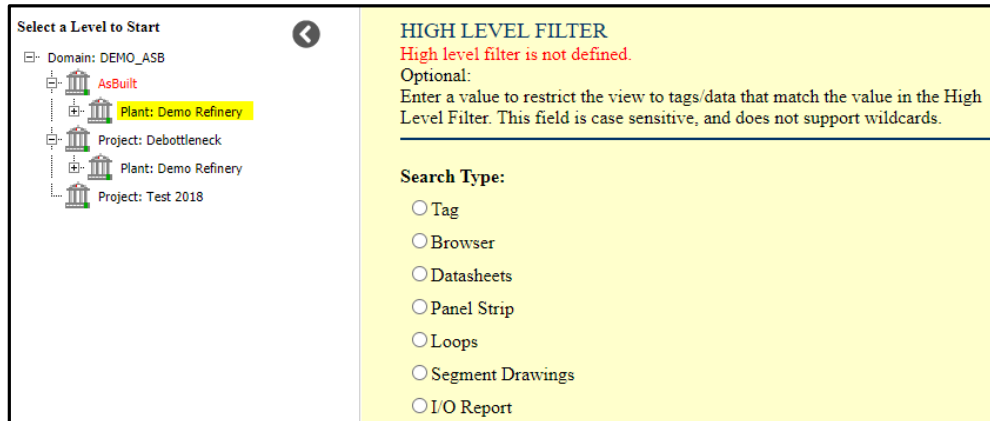 Select a Level to Start
Domain: DEMO_ASB
AsBuilt
Plant: Demo Refinery
Project: Debottleneck
Plant: Demo Refinery
Project: Test 2018
HIGH LEVEL FILTER
High level filter is not defined.
Optional:
Enter a value to restrict the view to tags/data that match the value in the High
Level Filter. This field is case sensitive, and does not support wildcards.
Search Type:
Tag
Browser
Datasheets
Panel Strip
Loops
Segment Drawings
I/O Report